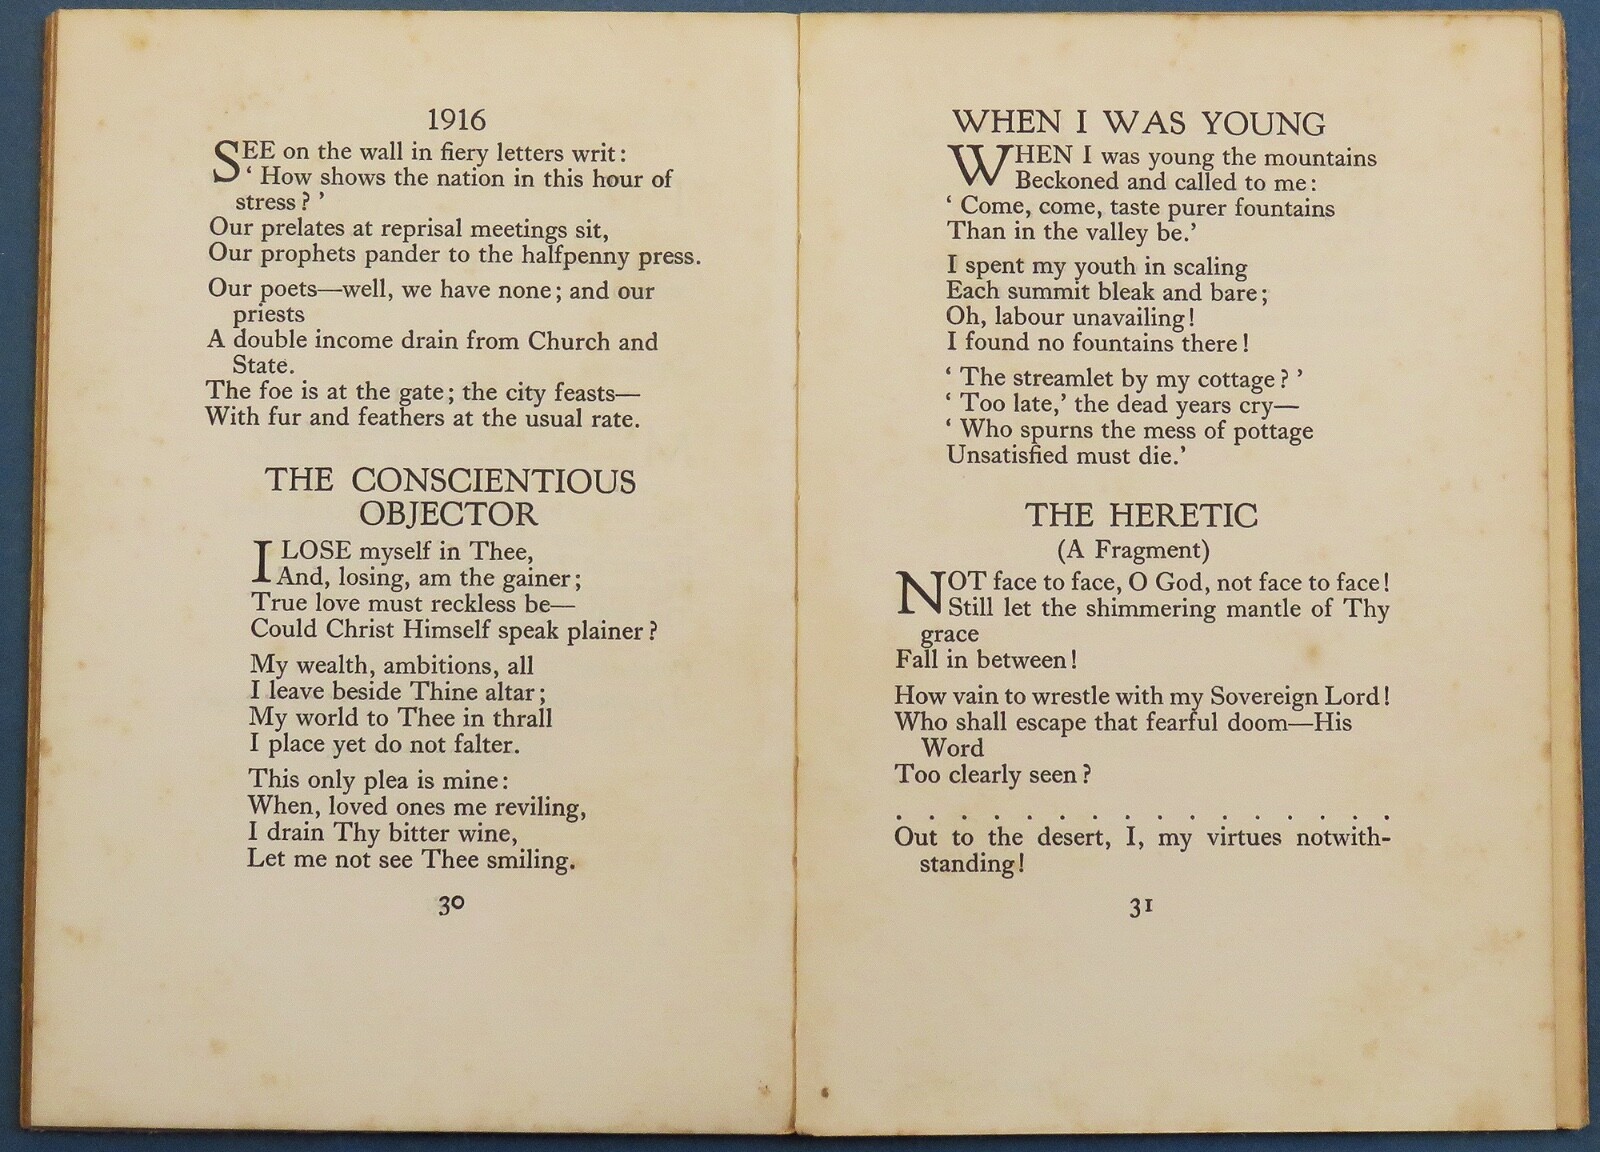 1916
SEE on the wall in fiery letters writ :
‘ How shows the nation in this hour of
stress ? ’
Our prelates at reprisal meetings sit,
Our prophets pander to the halfpenny press.
Our poets—well, we have none ; and our
priests
A double income drain from Church and
State.
The foe is at the gate ; the city feasts—
With fur and feathers at the usual rate.
THE CONSCIENTIOUS
OBJECTOR
I LOSE myself in Thee,
And, losing, am the gainer ;
True love must reckless be—
Could Christ Himself speak plainer ?
My wealth, ambitions, all
I leave beside Thine altar ;
My world to Thee in thrall
I place yet do not falter.
This only plea is mine :
When, loved ones me reviling,
I drain Thy bitter wine,
Let me not see Thee smiling.
30
WHEN I WAS YOUNG
WHEN I was young the mountains
Beckoned and called to me :
‘ Come, come, taste purer fountains
Than in the valley be.’
I spent my youth in scaling
Each summit bleak and bare ;
Oh, labour unavailing !
I found no fountains there !
‘ The streamlet by my cottage ? ’
‘ Too late,’ the dead years cry—
‘ Who spurns the mess of pottage
Unsatisfied must die.’
THE HERETIC
(A Fragment)
NOT face to face, O God, not face to face !
Still let the shimmering mantle of Thy
grace
Fall in between !
How vain to wrestle with my Sovereign Lord !
Who shall escape that fearful doom—His
Word
Too clearly seen ?
. . . . . . . . . . . . . . . .
Out to the desert, I, my virtues notwith-
standing !
31